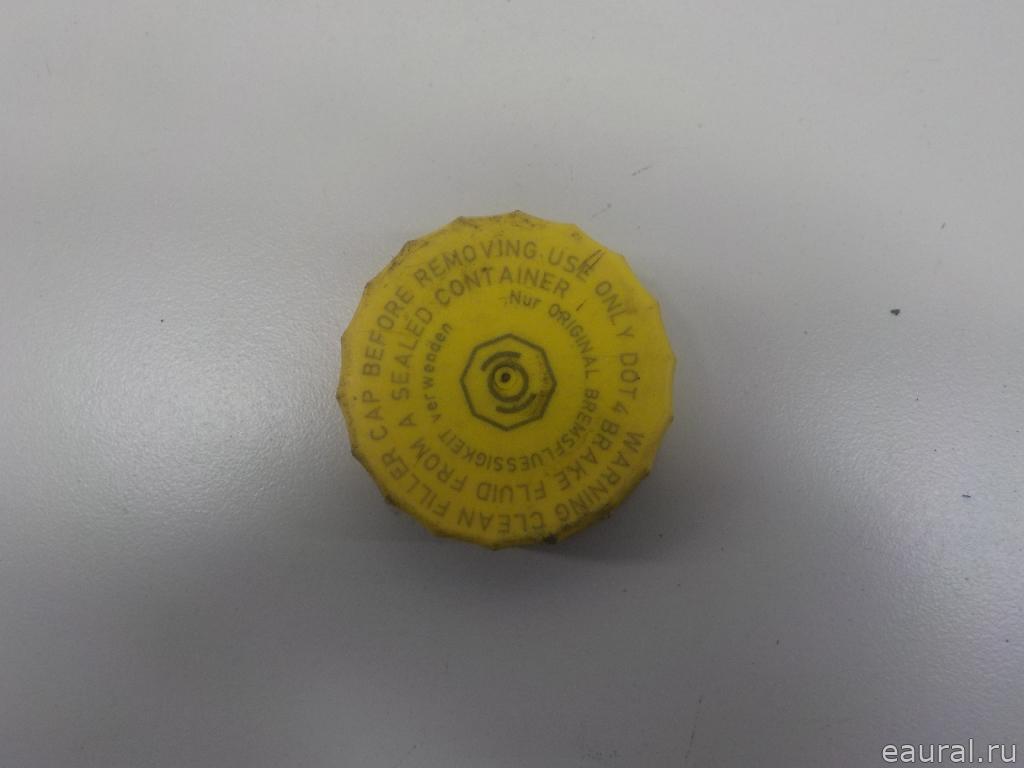 WARNING CLEAN FILLER CAP BEFORE REMOVING USE ONLY DOT 4
BRAKE FLUID FROM A SEALED CONTAINER
Nur ORIGINAL BREMSFLUESSIGKEIT verwenden
eaural.ru